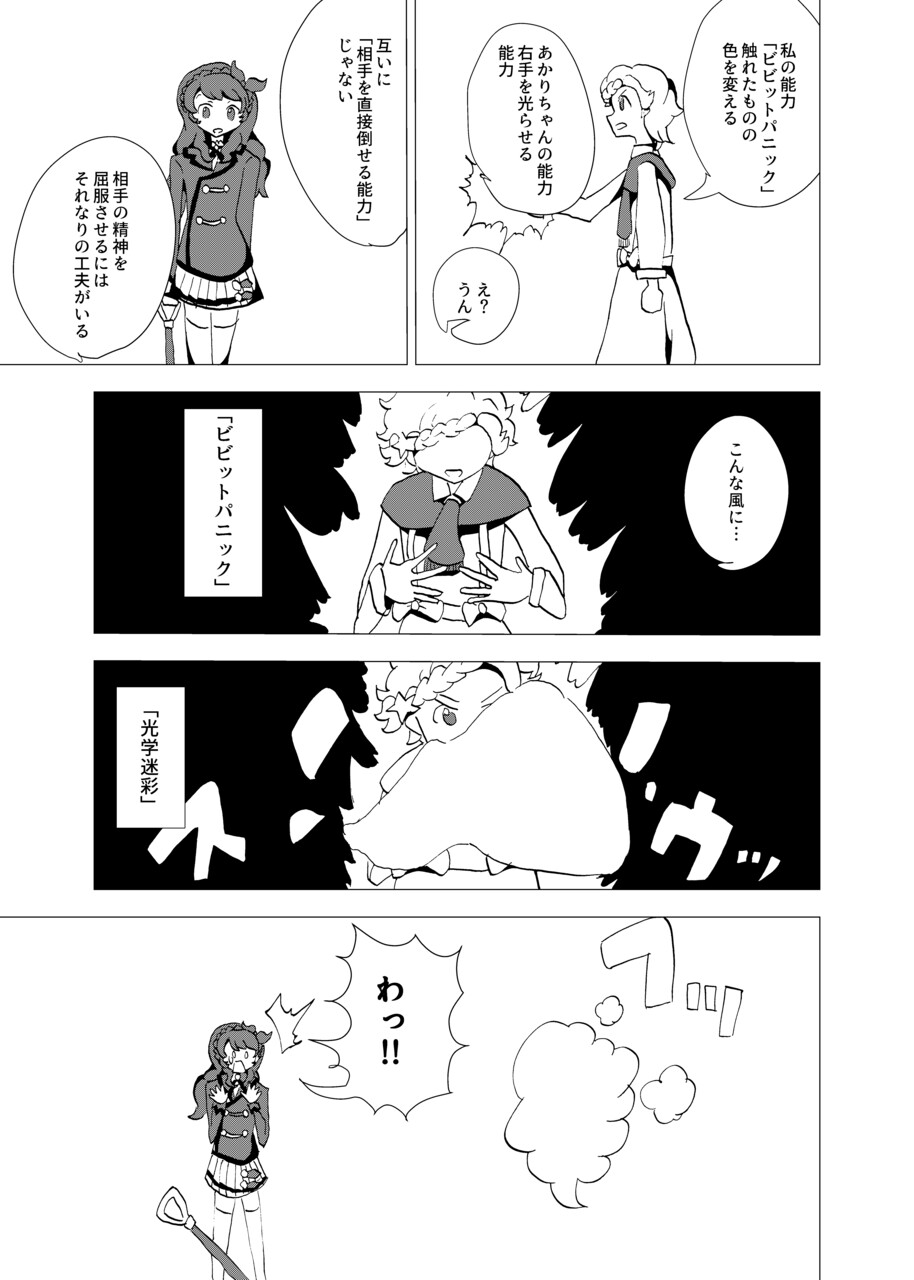 私の能力
「ビビットパニック」
触れたものの
色を変える
あかりちゃんの能力
右手を光らせる
能力
え？
うん
互いに
「相手を直接倒せる能力」
じゃない
相手の精神を
屈服させるには
それなりの工夫がいる
こんな風に…
「ビビットパニック」
「光学迷彩」
スゥッ
フッ
わっ!!